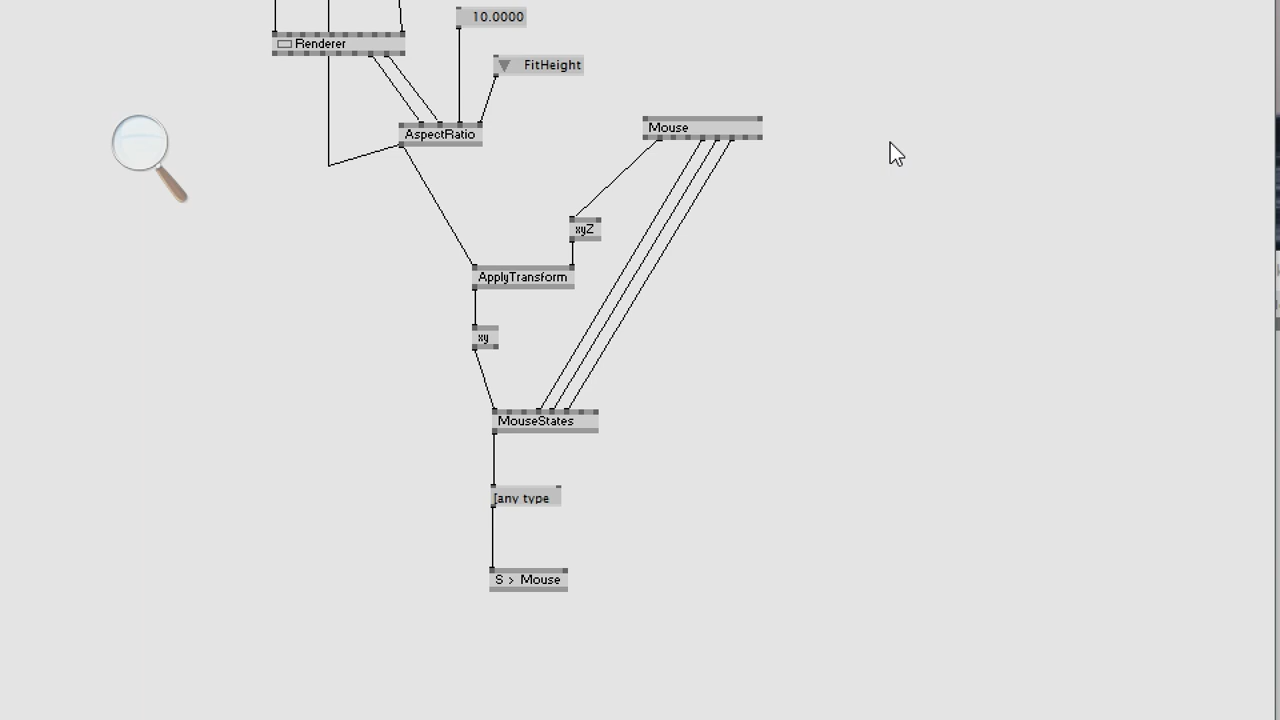 10.0000
Renderer
FitHeight
AspectRatio
Mouse
xyZ
ApplyTransform
xy
MouseStates
[any type
S > Mouse